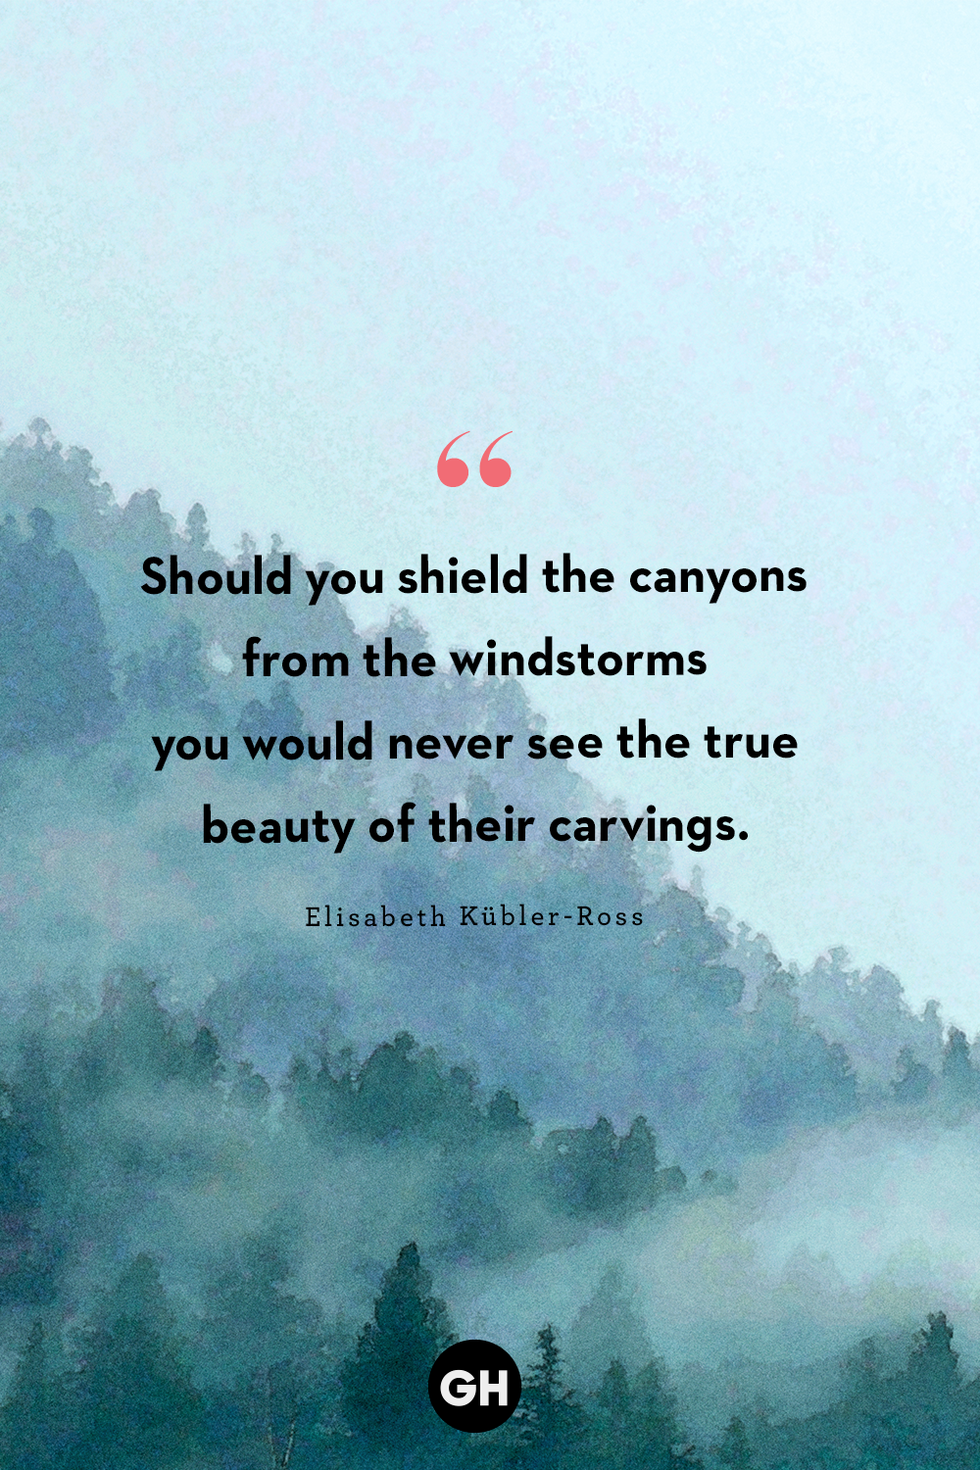 “
Should you shield the canyons
from the windstorms
you would never see the true
beauty of their carvings.
Elisabeth Kübler-Ross
GH